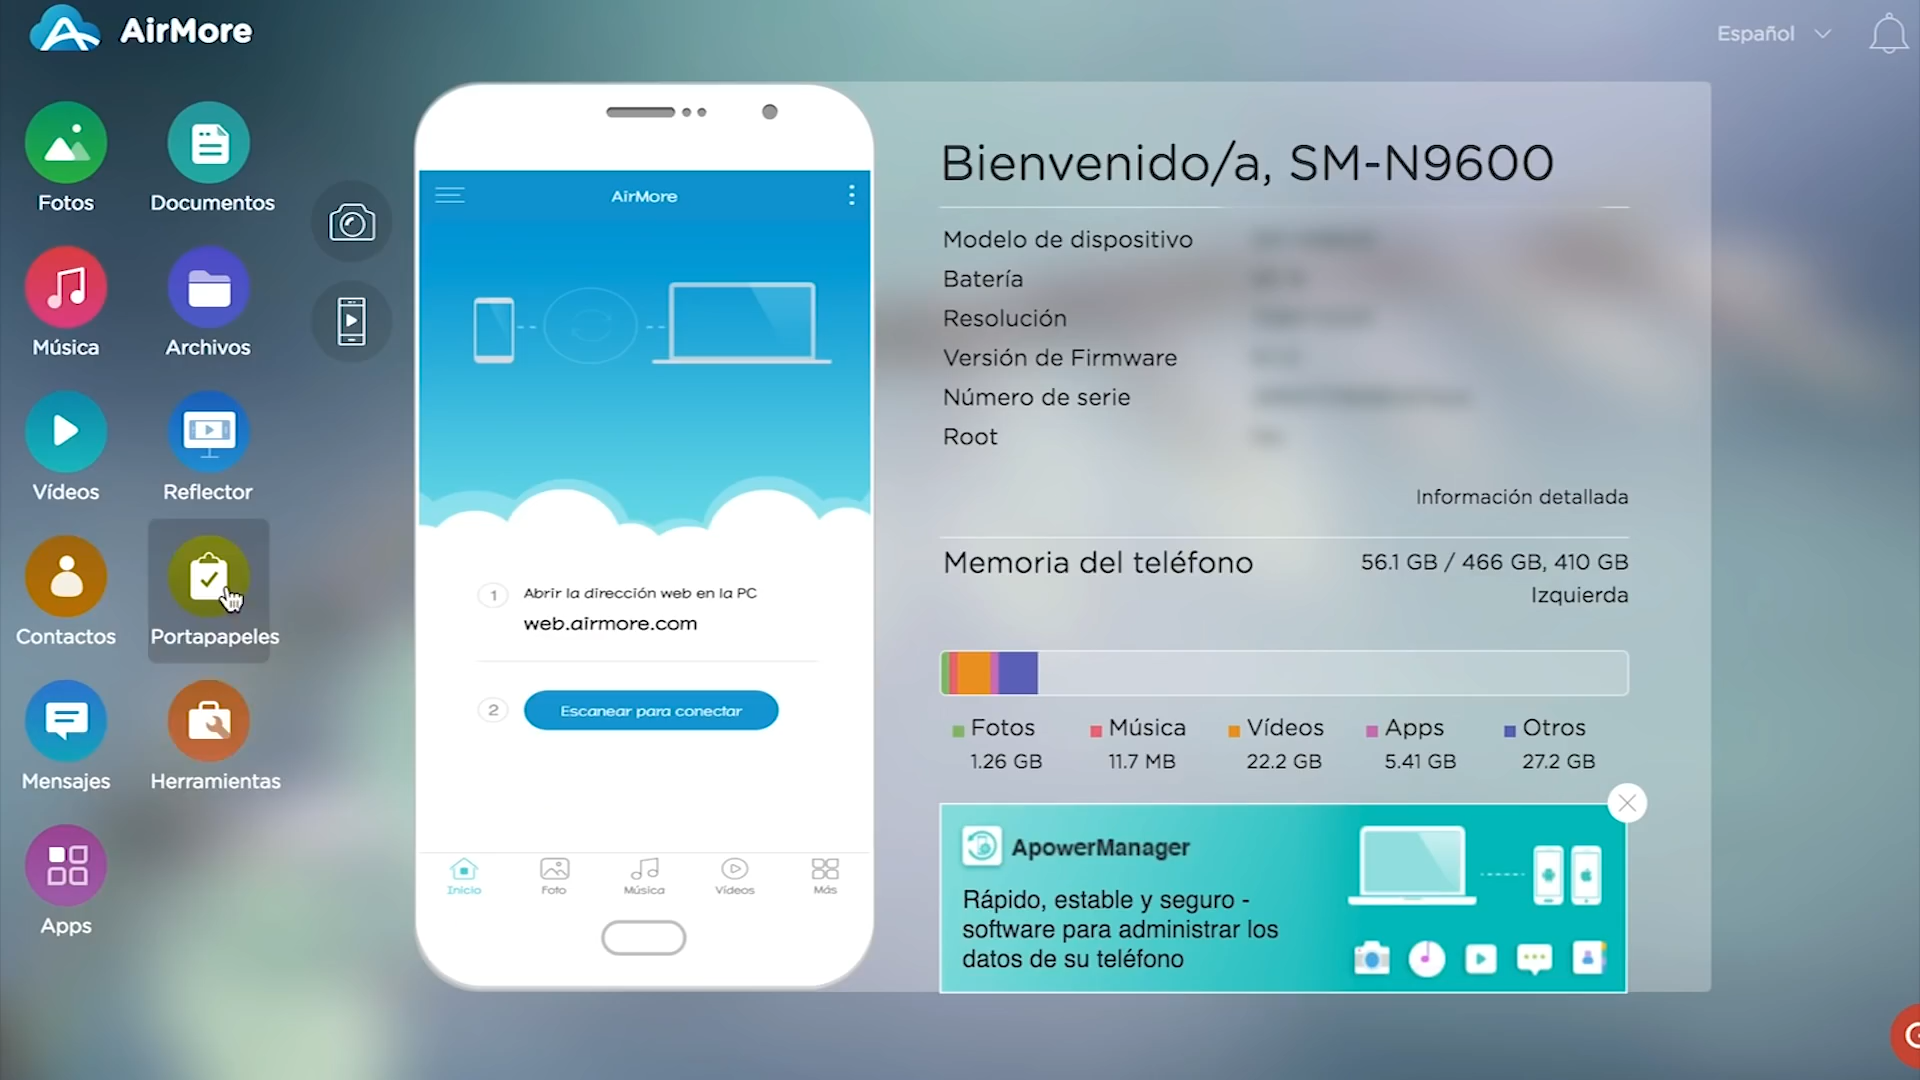 AirMore
Español
Fotos
Documentos
Música
Archivos
Vídeos
Reflector
Contactos
Portapapeles
Mensajes
Herramientas
Apps
AirMore
1 Abrir la dirección web en la PC
web.airmore.com
2 Escanear para conectar
Inicio Foto Música Vídeos Más
Bienvenido/a, SM-N9600
Modelo de dispositivo
Batería
Resolución
Versión de Firmware
Número de serie
Root
Información detallada
Memoria del teléfono 56.1 GB / 466 GB, 410 GB
Izquierda
Fotos Música Vídeos Apps Otros
1.26 GB 11.7 MB 22.2 GB 5.41 GB 27.2 GB
ApowerManager
Rápido, estable y seguro -
software para administrar los
datos de su teléfono